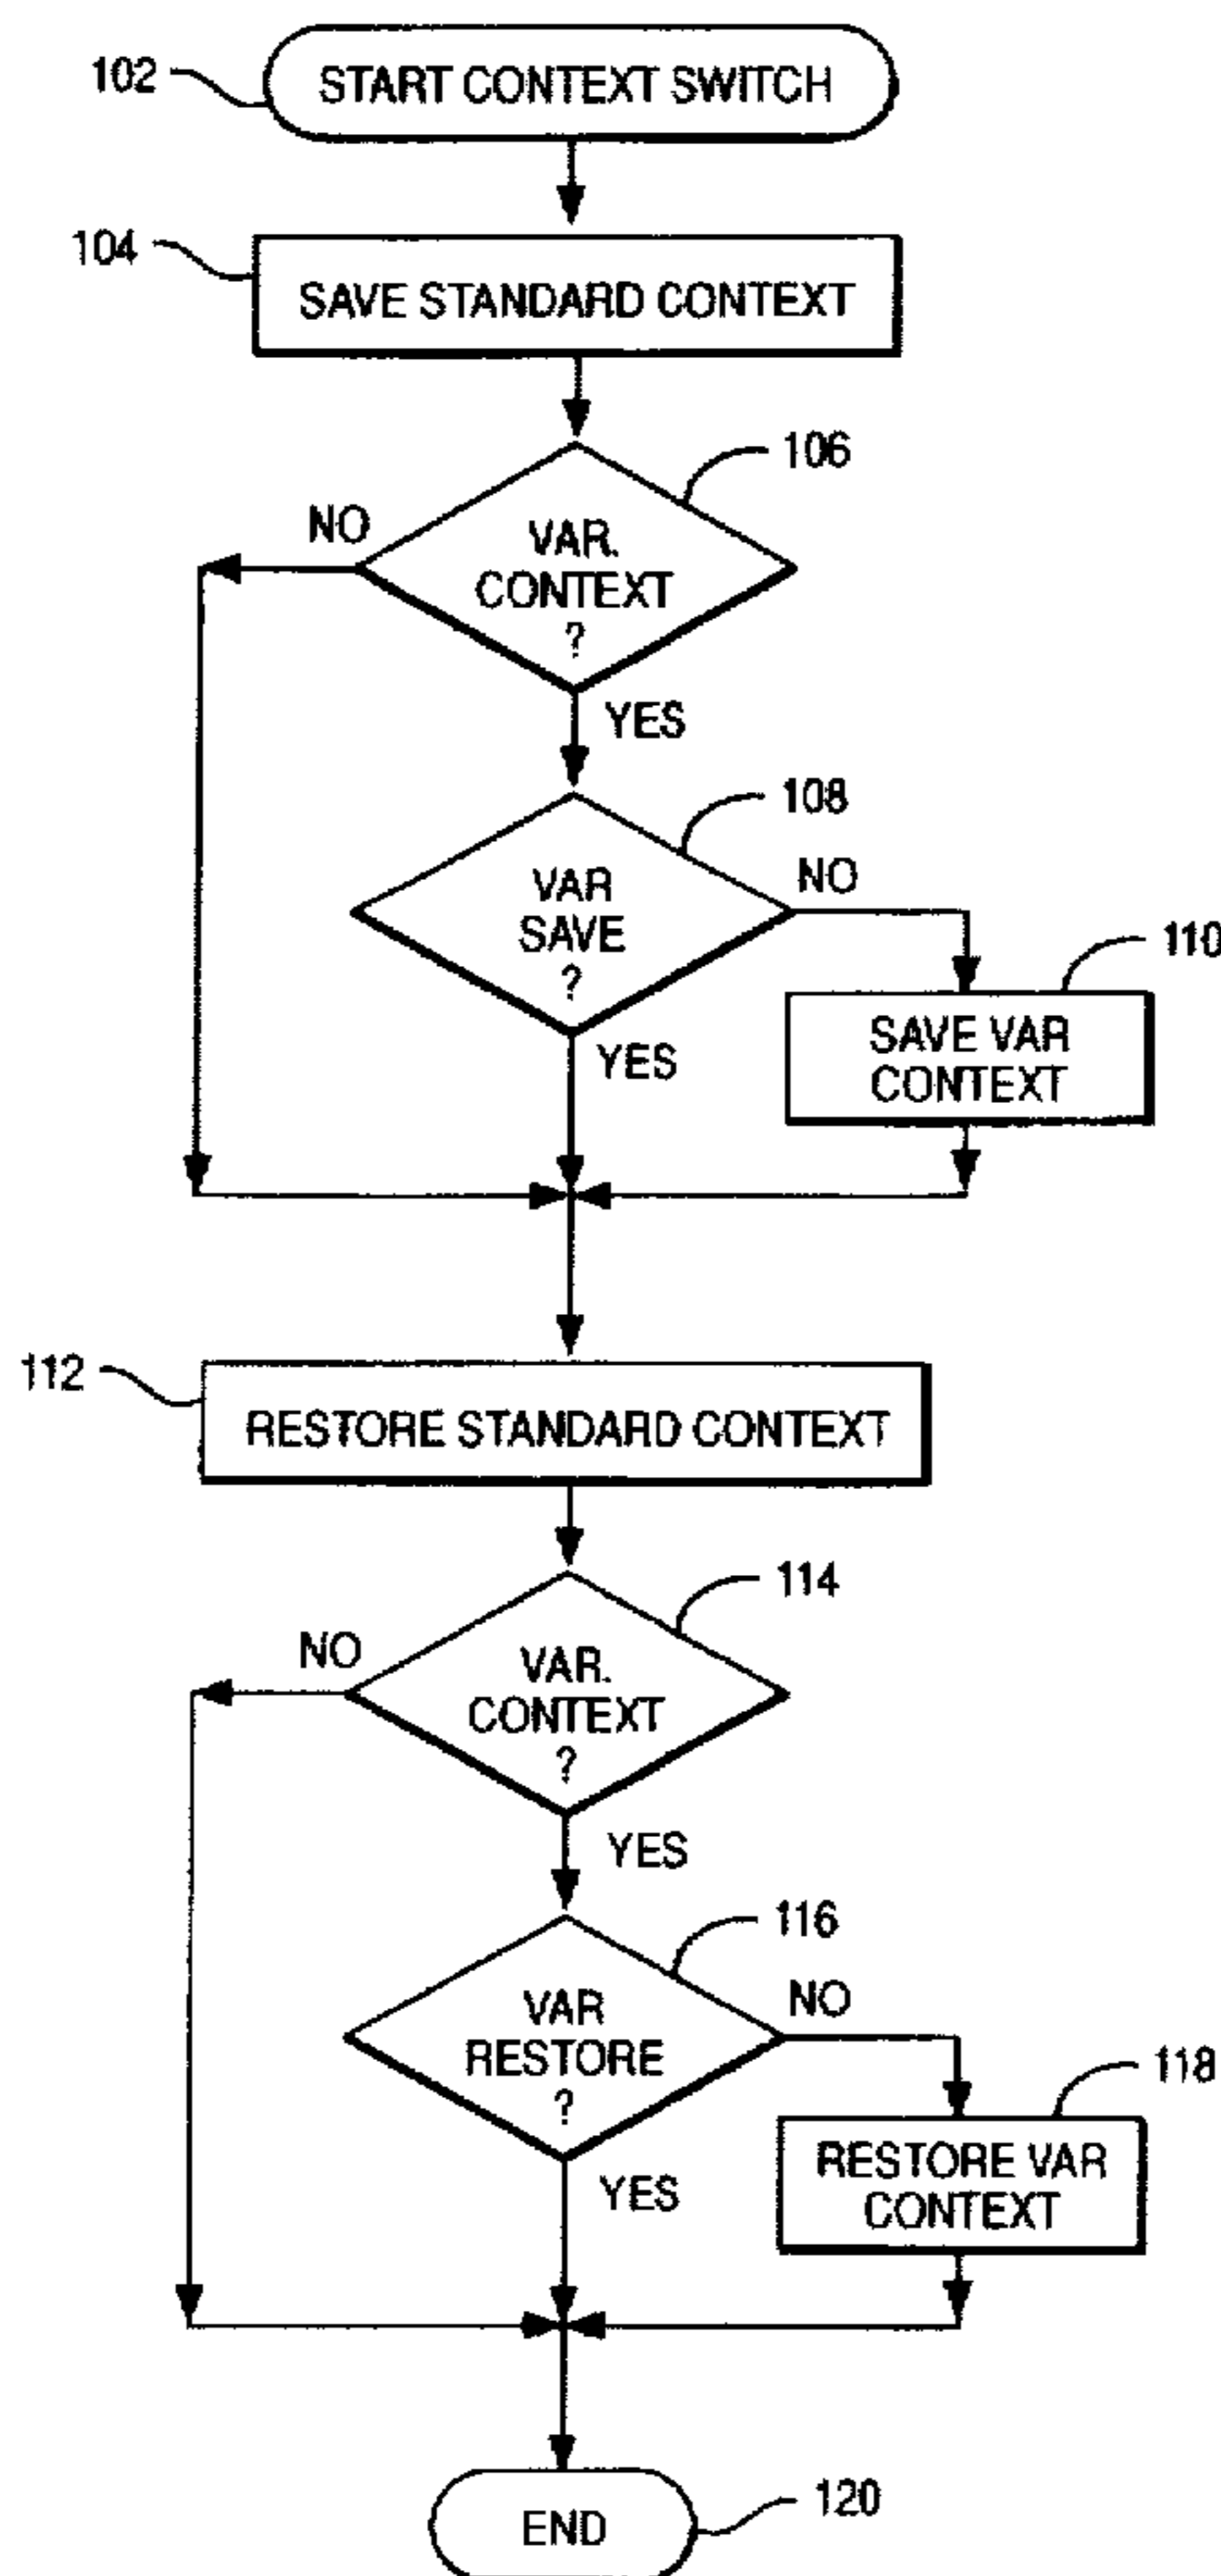 102
START CONTEXT SWITCH
104
SAVE STANDARD CONTEXT
106
NO
VAR.
CONTEXT
?
YES
108
VAR
SAVE
?
NO
110
SAVE VAR
CONTEXT
YES
112
RESTORE STANDARD CONTEXT
114
NO
VAR.
CONTEXT
?
YES
116
VAR
RESTORE
?
NO
118
RESTORE VAR
CONTEXT
YES
END
120